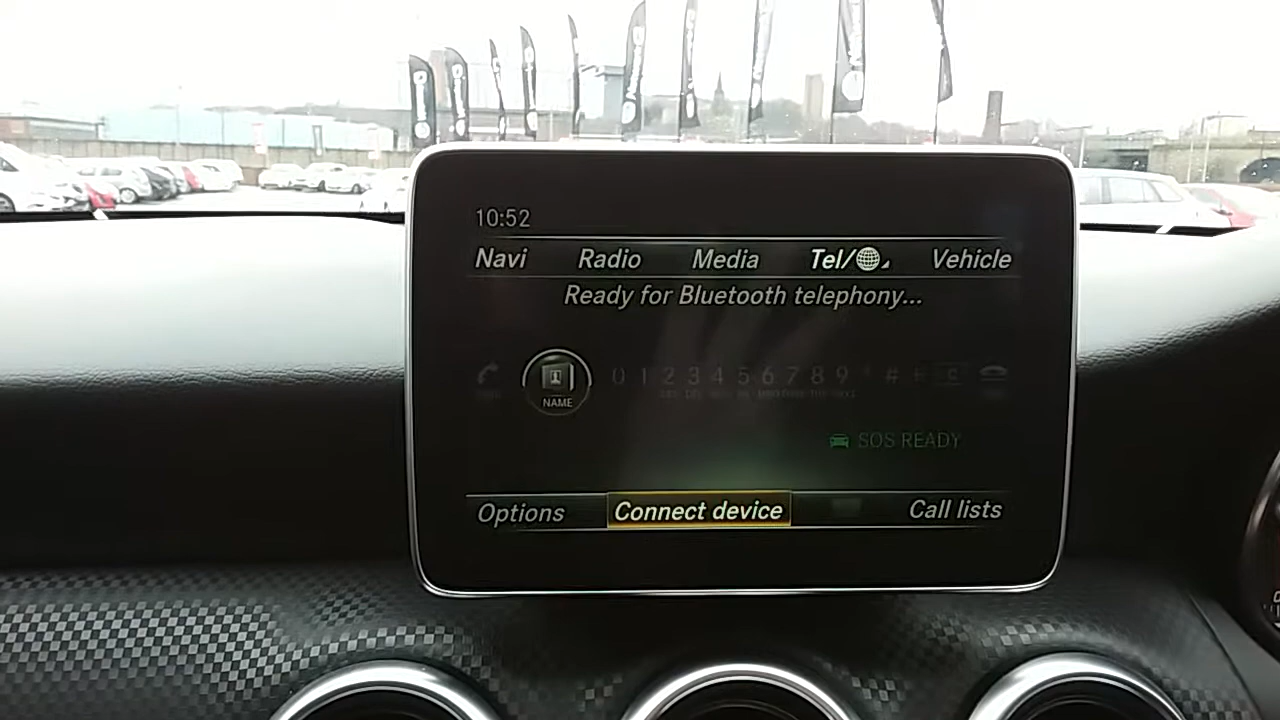 10:52
Navi Radio Media Tel/ Vehicle
Ready for Bluetooth telephony...
0 1 2 3 4 5 6 7 8 9 * # C
NAME
SOS READY
Options Connect device Call lists